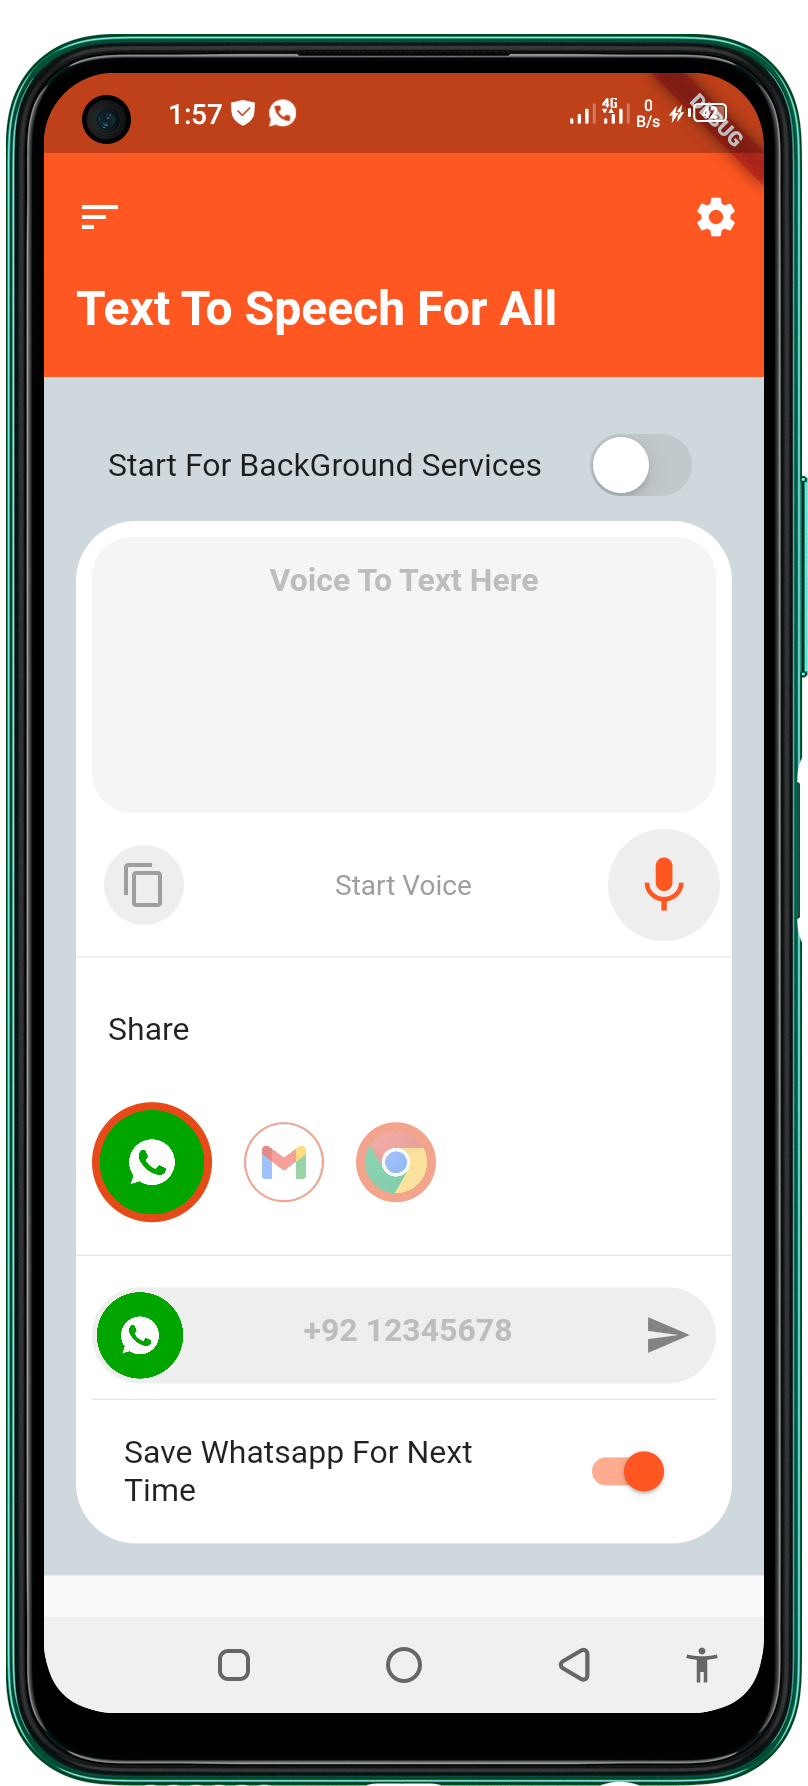 1:57
4G
0
B/s
62
DEBUG
Text To Speech For All
Start For BackGround Services
Voice To Text Here
Start Voice
Share
+92 12345678
Save Whatsapp For Next
Time